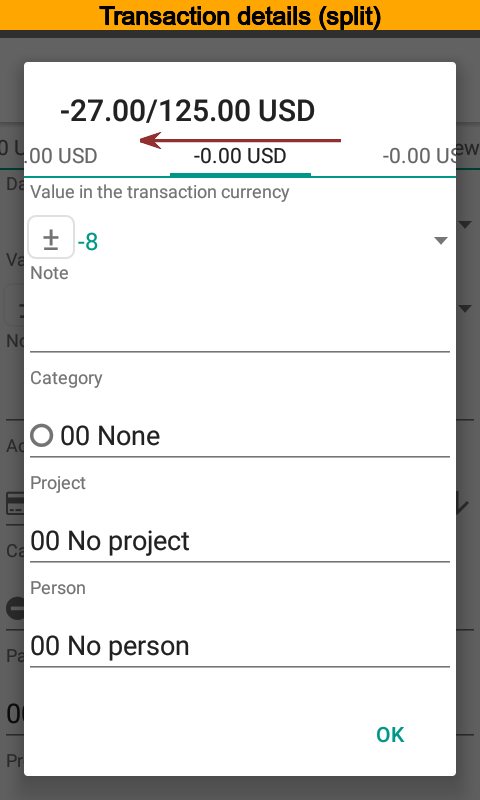 Transaction details (split)
-27.00/125.00 USD
.00 USD -0.00 USD -0.00 US
Value in the transaction currency
± -8
Note
Category
00 None
Project
00 No project
Person
00 No person
OK